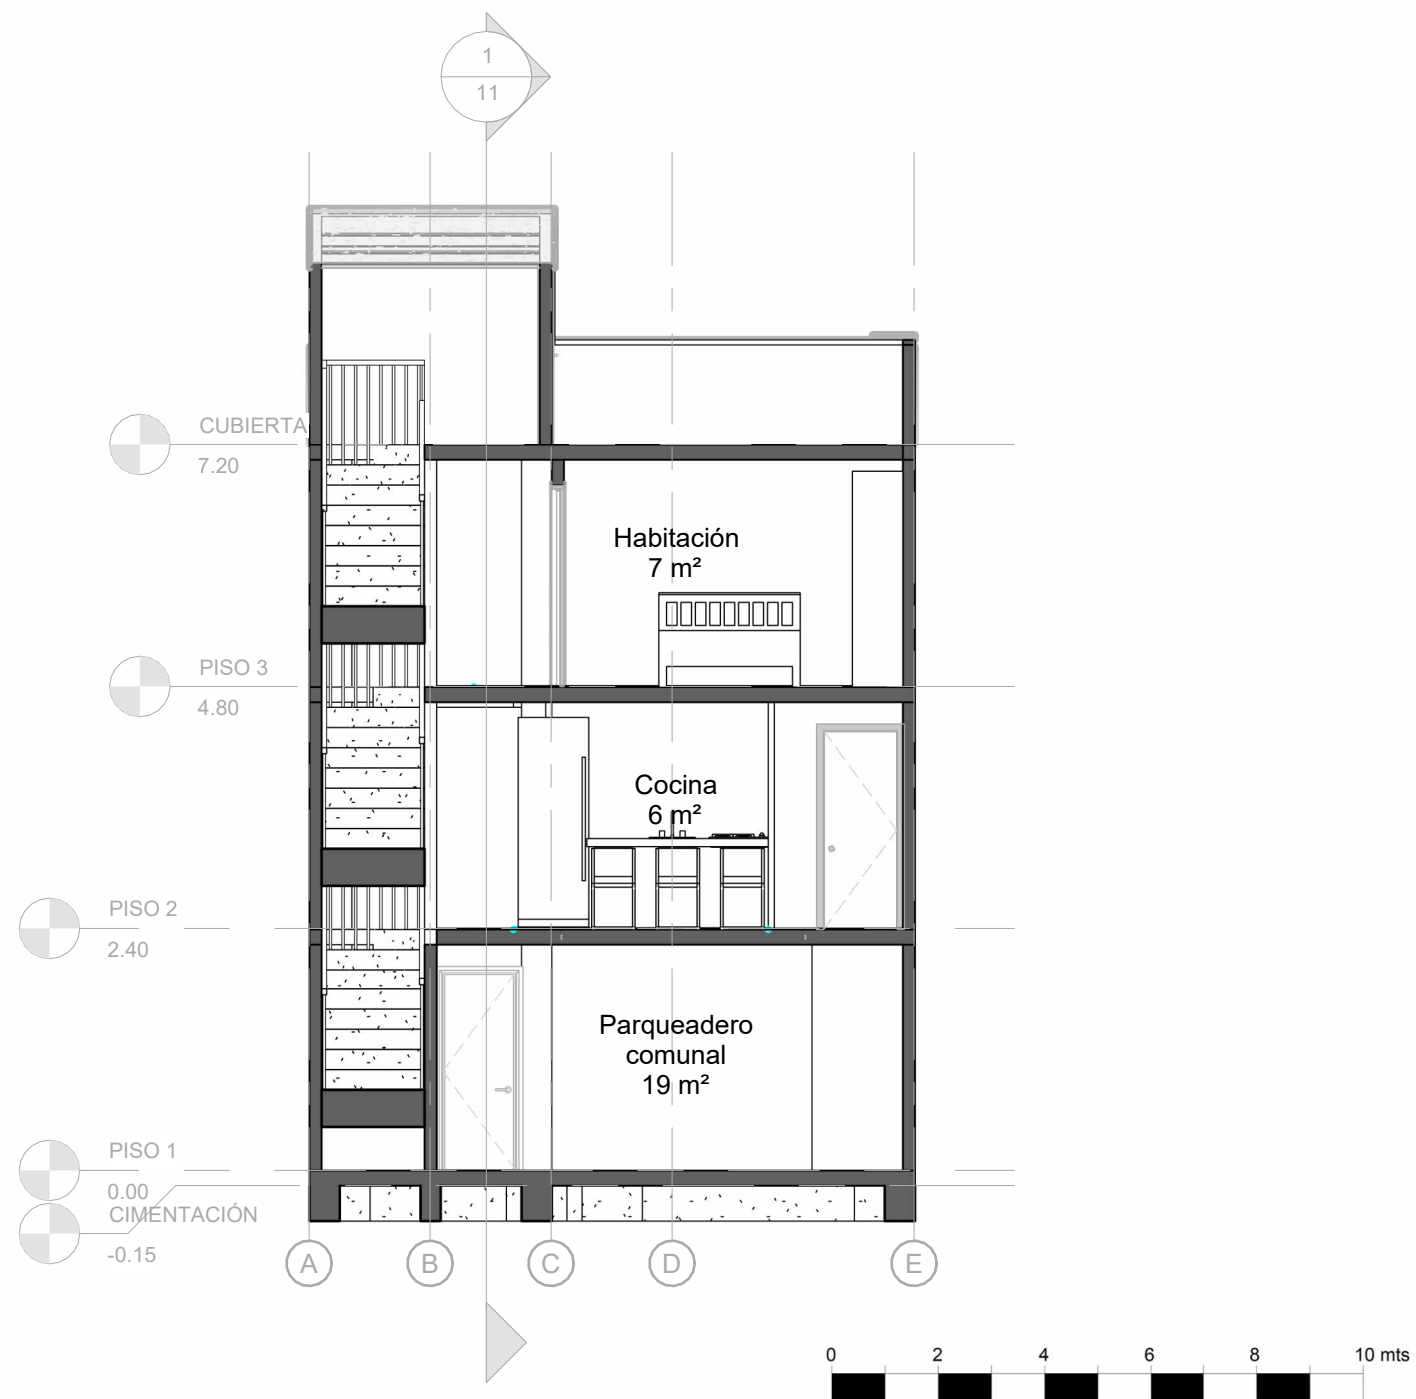 1
11
CUBIERTA
7.20
Habitación
7 m²
PISO 3
4.80
Cocina
6 m²
PISO 2
2.40
Parqueadero
comunal
19 m²
PISO 1
0.00
CIMENTACIÓN
-0.15
A B C D E
0 2 4 6 8 10 mts